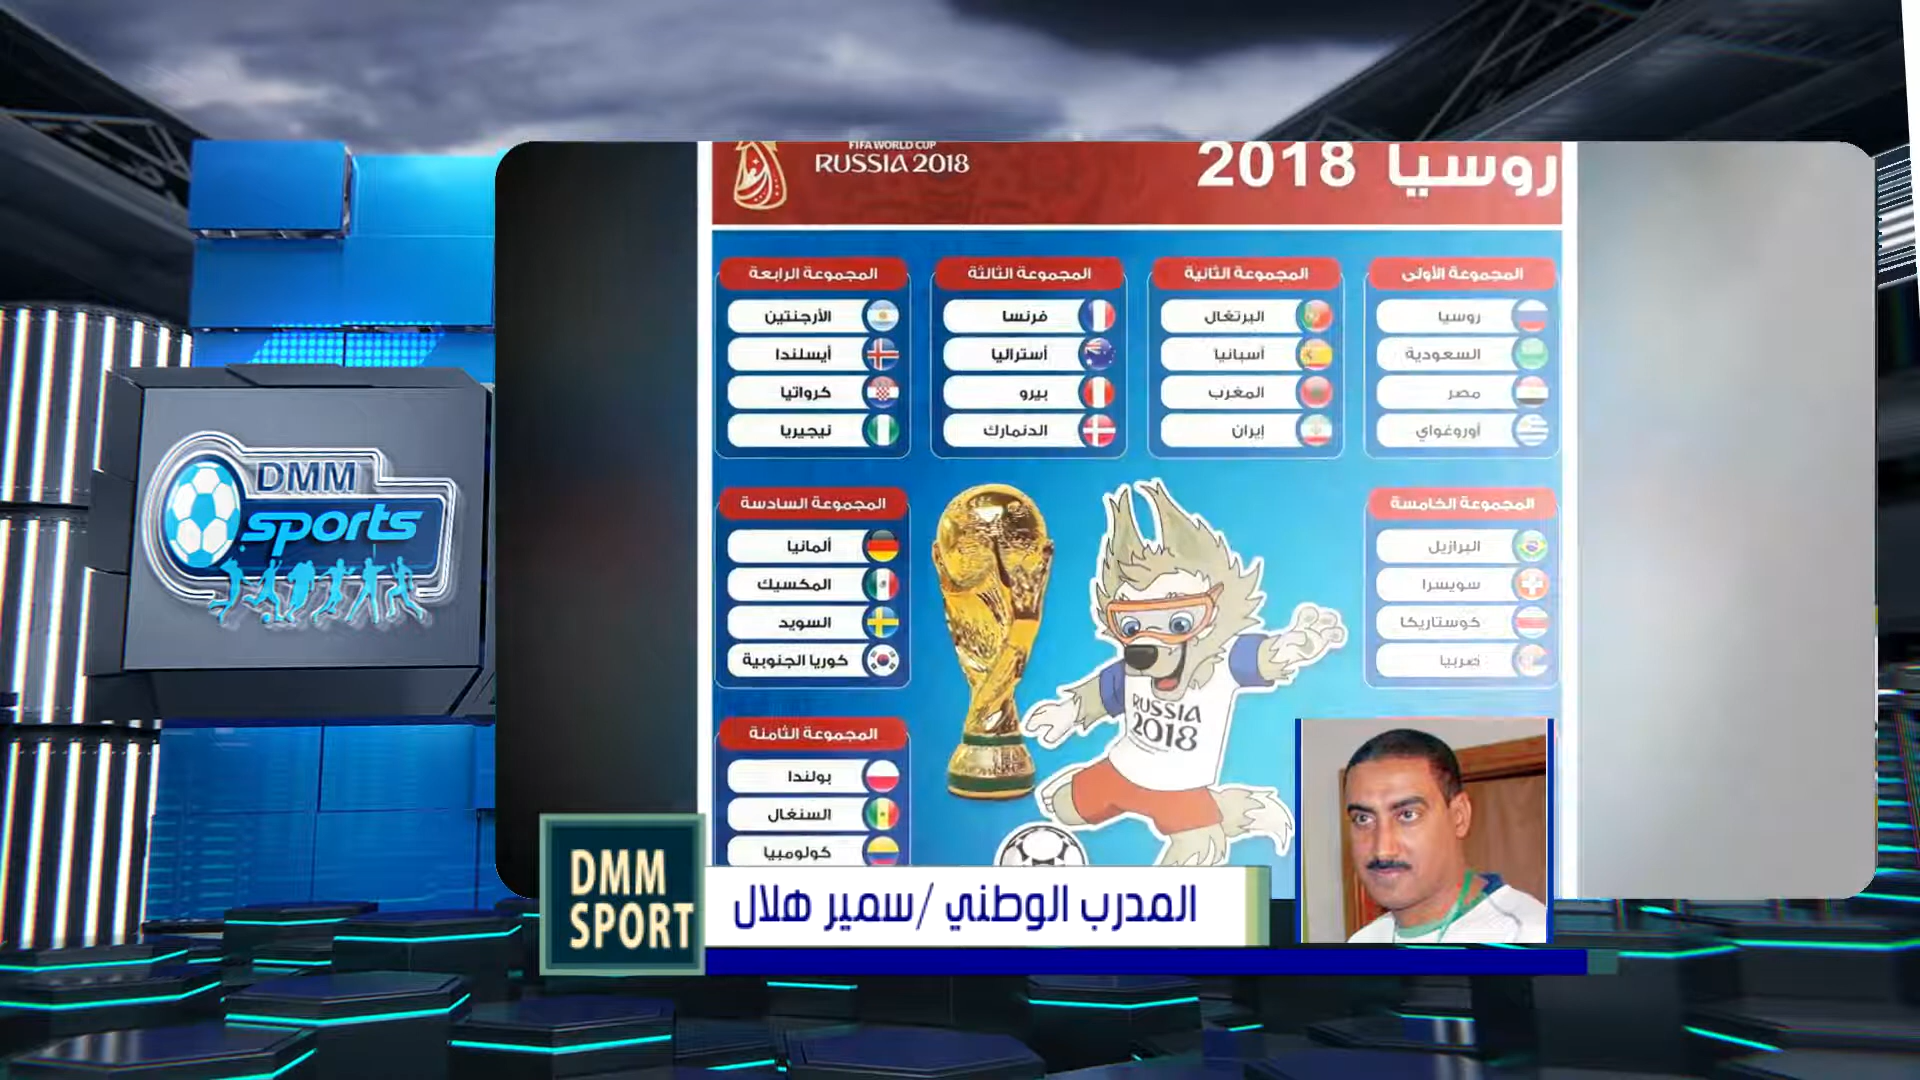 FIFA WORLD CUP
RUSSIA 2018
روسيا 2018
المجموعة الأولى
روسيا
السعودية
مصر
أوروغواي
المجموعة الثانية
البرتغال
أسبانيا
المغرب
إيران
المجموعة الثالثة
فرنسا
أستراليا
بيرو
الدنمارك
المجموعة الرابعة
الأرجنتين
أيسلندا
كرواتيا
نيجيريا
المجموعة الخامسة
البرازيل
سويسرا
كوستاريكا
صربيا
المجموعة السادسة
ألمانيا
المكسيك
السويد
كوريا الجنوبية
المجموعة الثامنة
بولندا
السنغال
كولومبيا
RUSSIA
2018
DMM
sports
DMM
SPORT
المدرب الوطني /سمير هلال